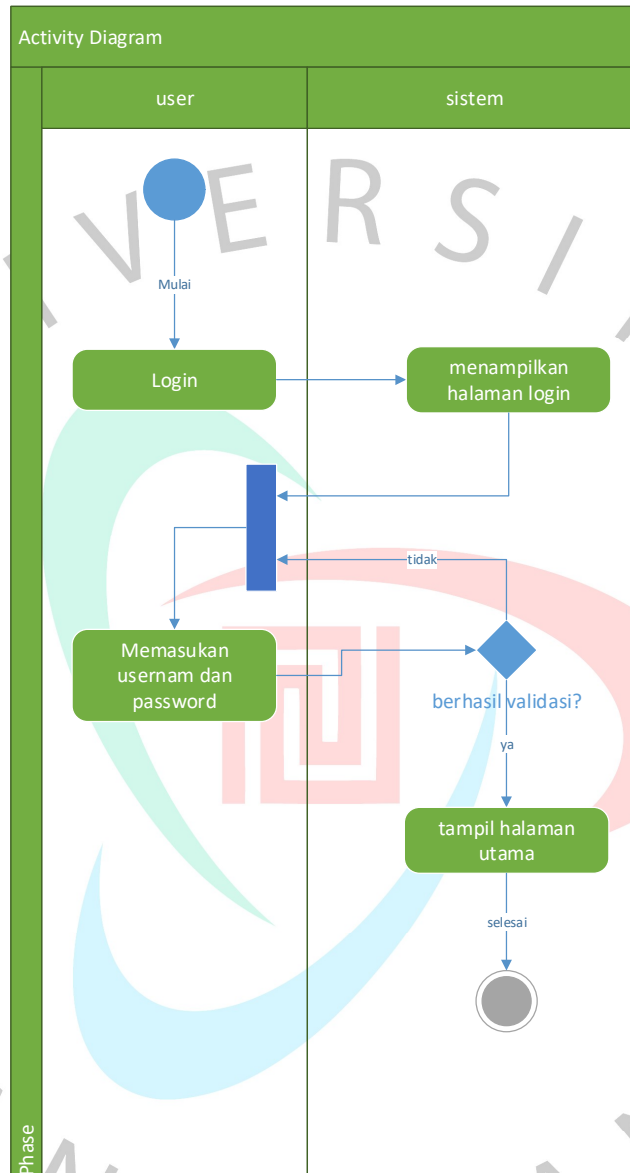 Activity Diagram
user
sistem
Mulai
Login
menampilkan
halaman login
tidak
Memasukan
usernam dan
password
berhasil validasi?
ya
tampil halaman
utama
selesai
Phase